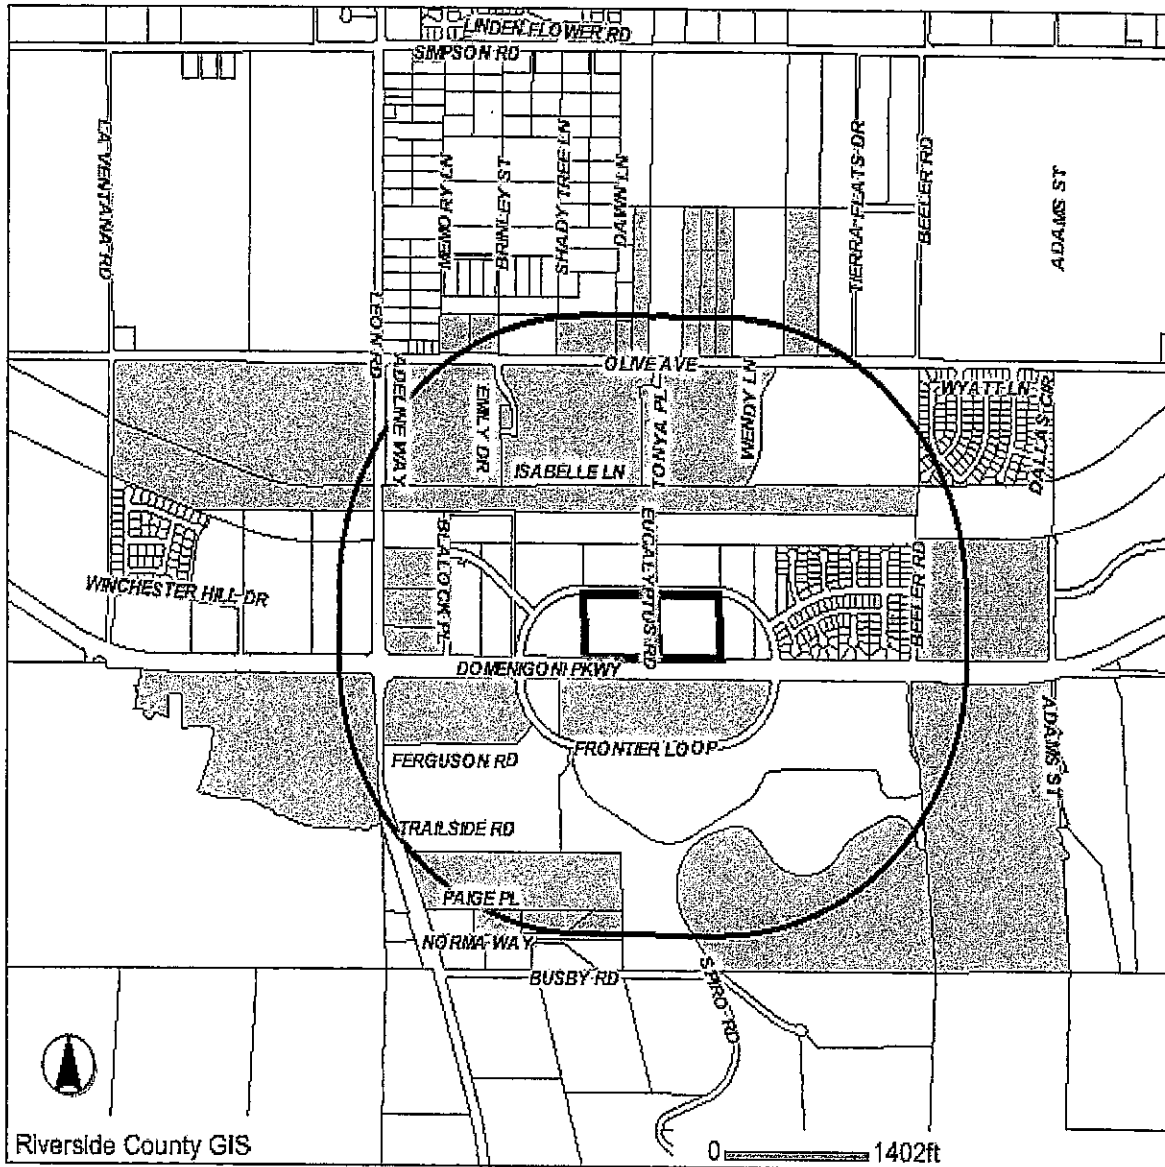 LINDEN FLOWER RD
SIMPSON RD
LA VENTANA RD
MEMORY LN
BRINLEY ST
SHADY TREE LN
DAWN LN
TIERRA FLATS DR
BEELER RD
ADAMS ST
LEON RD
ADELINE WAY
OLIVE AVE
EMILY DR
TONYA PL
WENDY LN
WYATT LN
DALLAS CIR
ISABELLE LN
EUCALYPTUS RD
BLALOCK PL
WINCHESTER HILL DR
BEELER RD
DOMENIGONI PKWY
FRONTIER LOOP
FERGUSON RD
ADAMS ST
TRAILSIDE RD
PAIGE PL
NORMA WAY
BUSBY RD
SPIRO RD
Riverside County GIS
0 1402ft